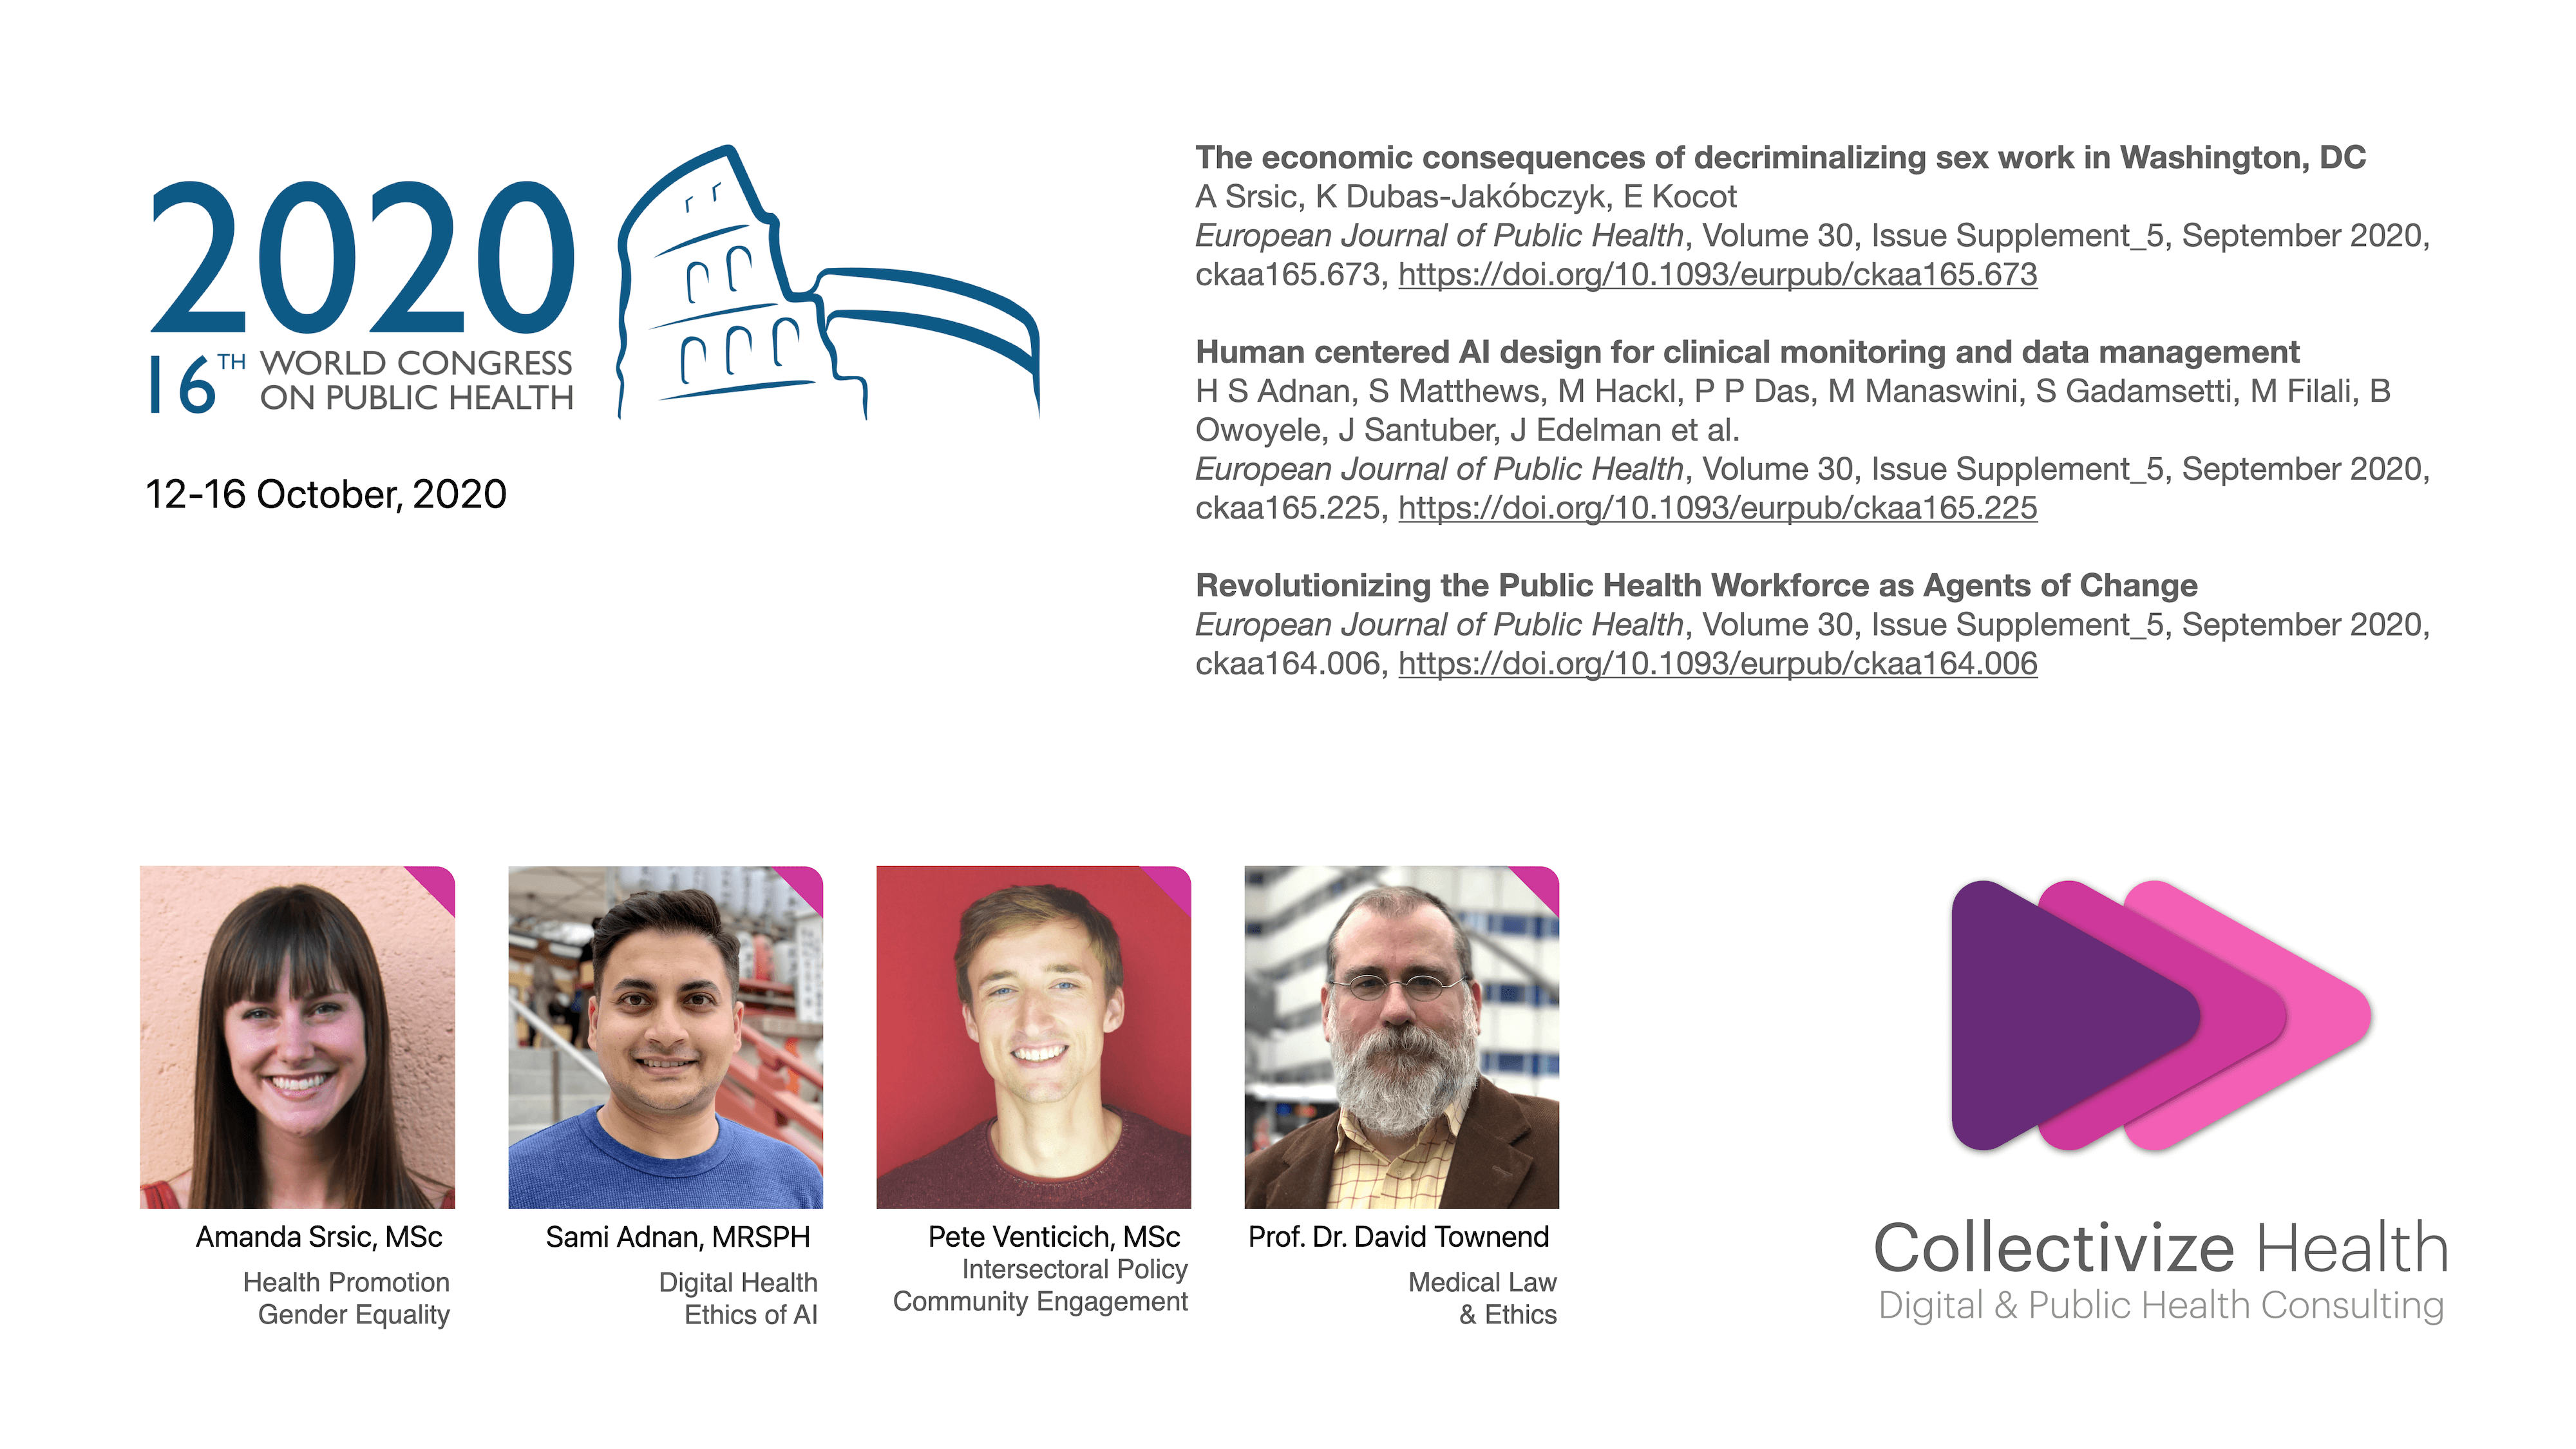 2020
16TH WORLD CONGRESS
ON PUBLIC HEALTH
12-16 October, 2020
The economic consequences of decriminalizing sex work in Washington, DC
A Srsic, K Dubas-Jakóbczyk, E Kocot
European Journal of Public Health, Volume 30, Issue Supplement_5, September 2020,
ckaa165.673, https://doi.org/10.1093/eurpub/ckaa165.673
Human centered AI design for clinical monitoring and data management
H S Adnan, S Matthews, M Hackl, P P Das, M Manaswini, S Gadamsetti, M Filali, B
Owoyele, J Santuber, J Edelman et al.
European Journal of Public Health, Volume 30, Issue Supplement_5, September 2020,
ckaa165.225, https://doi.org/10.1093/eurpub/ckaa165.225
Revolutionizing the Public Health Workforce as Agents of Change
European Journal of Public Health, Volume 30, Issue Supplement_5, September 2020,
ckaa164.006, https://doi.org/10.1093/eurpub/ckaa164.006
Amanda Srsic, MSc
Health Promotion
Gender Equality
Sami Adnan, MRSPH
Digital Health
Ethics of AI
Pete Venticich, MSc
Intersectoral Policy
Community Engagement
Prof. Dr. David Townend
Medical Law
& Ethics
Collectivize Health
Digital & Public Health Consulting